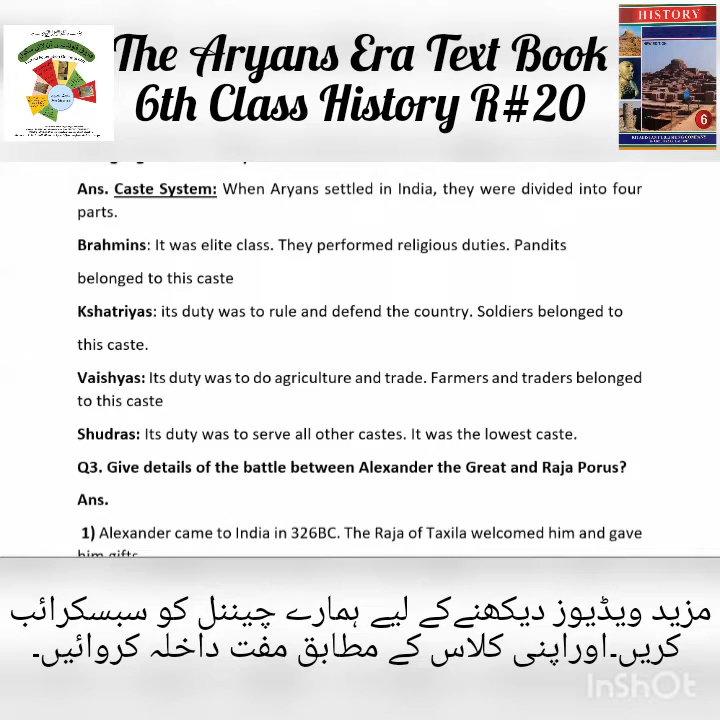 The Aryans Era Text Book
6th Class History R#20
HISTORY
NEW EDITION
6
Ans. Caste System: When Aryans settled in India, they were divided into four
parts.
Brahmins: It was elite class. They performed religious duties. Pandits
belonged to this caste
Kshatriyas: its duty was to rule and defend the country. Soldiers belonged to
this caste.
Vaishyas: Its duty was to do agriculture and trade. Farmers and traders belonged
to this caste
Shudras: Its duty was to serve all other castes. It was the lowest caste.
Q3. Give details of the battle between Alexander the Great and Raja Porus?
Ans.
1) Alexander came to India in 326BC. The Raja of Taxila welcomed him and gave
him gifts
مزید ویڈیوز دیکھنےکے لیے ہمارے چیننل کو سبسکرائب
کریں۔اوراپنی کلاس کے مطابق مفت داخلہ کروائیں۔
InShOt